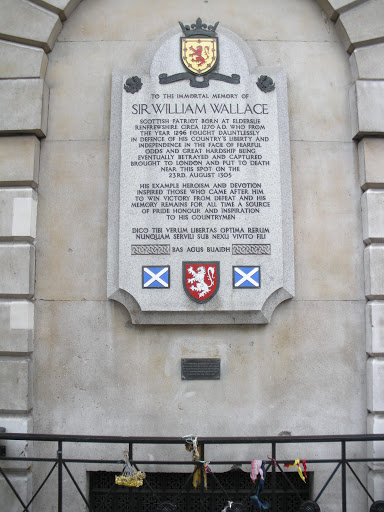 TO THE IMMORTAL MEMORY OF
SIR WILLIAM WALLACE
SCOTTISH PATRIOT BORN AT ELDERSLIE
RENFREWSHIRE CIRCA 1270 A.D. WHO FROM
THE YEAR 1296 FOUGHT DAUNTLESSLY
IN DEFENCE OF HIS COUNTRY'S LIBERTY AND
INDEPENDENCE IN THE FACE OF FEARFUL
ODDS AND GREAT HARDSHIP BEING
EVENTUALLY BETRAYED AND CAPTURED
BROUGHT TO LONDON AND PUT TO DEATH
NEAR THIS SPOT ON THE
23RD. AUGUST 1305
HIS EXAMPLE HEROISM AND DEVOTION
INSPIRED THOSE WHO CAME AFTER HIM
TO WIN VICTORY FROM DEFEAT AND HIS
MEMORY REMAINS FOR ALL TIME A SOURCE
OF PRIDE HONOUR AND INSPIRATION
TO HIS COUNTRYMEN
DICO TIBI VERUM LIBERTAS OPTIMA RERUM
NUNQUAM SERVILI SUB NEXU VIVITO FILI
BAS AGUS BUAIDH